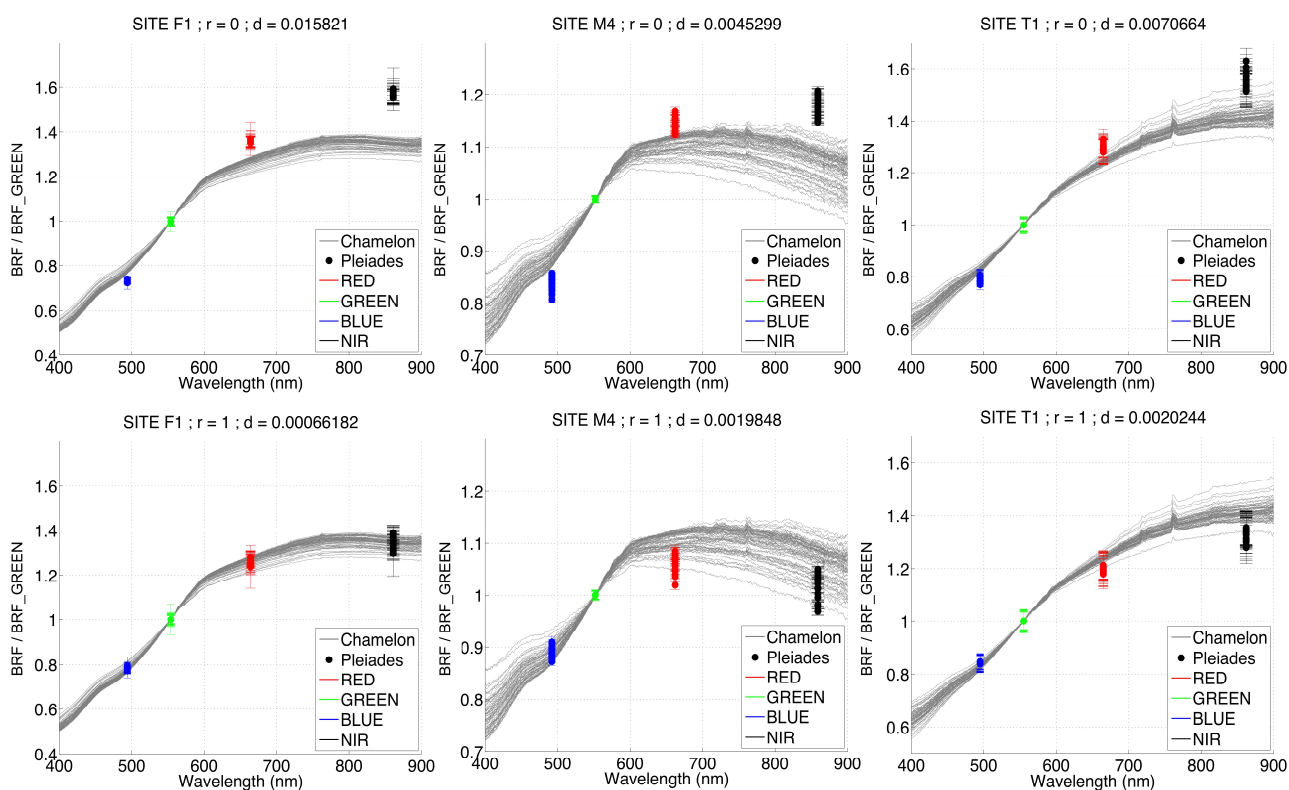 SITE F1 ; r = 0 ; d = 0.015821
BRF / BRF_GREEN
1.6
1.4
1.2
1
0.8
0.6
0.4
400 500 600 700 800 900
Wavelength (nm)
Chamelon
Pleiades
RED
GREEN
BLUE
NIR
SITE M4 ; r = 0 ; d = 0.0045299
BRF / BRF_GREEN
1.2
1.1
1
0.9
0.8
0.7
400 500 600 700 800 900
Wavelength (nm)
Chamelon
Pleiades
RED
GREEN
BLUE
NIR
SITE T1 ; r = 0 ; d = 0.0070664
BRF / BRF_GREEN
1.6
1.4
1.2
1
0.8
0.6
400 500 600 700 800 900
Wavelength (nm)
Chamelon
Pleiades
RED
GREEN
BLUE
NIR
SITE F1 ; r = 1 ; d = 0.00066182
BRF / BRF_GREEN
1.6
1.4
1.2
1
0.8
0.6
0.4
400 500 600 700 800 900
Wavelength (nm)
Chamelon
Pleiades
RED
GREEN
BLUE
NIR
SITE M4 ; r = 1 ; d = 0.0019848
BRF / BRF_GREEN
1.2
1.1
1
0.9
0.8
0.7
400 500 600 700 800 900
Wavelength (nm)
Chamelon
Pleiades
RED
GREEN
BLUE
NIR
SITE T1 ; r = 1 ; d = 0.0020244
BRF / BRF_GREEN
1.6
1.4
1.2
1
0.8
0.6
400 500 600 700 800 900
Wavelength (nm)
Chamelon
Pleiades
RED
GREEN
BLUE
NIR